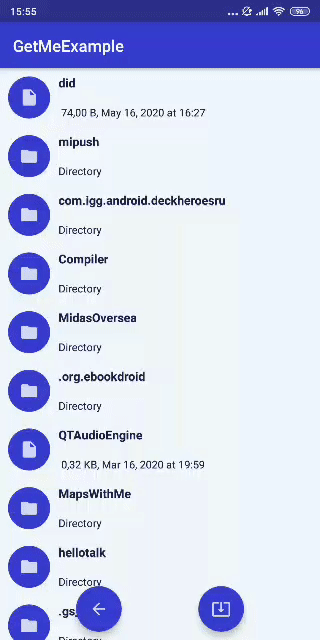 15:55
96
GetMeExample
did
74,00 B, May 16, 2020 at 16:27
mipush
Directory
com.igg.android.deckheroesru
Directory
Compiler
Directory
MidasOversea
Directory
.org.ebookdroid
Directory
QTAudioEngine
0,32 KB, Mar 16, 2020 at 19:59
MapsWithMe
Directory
hellotalk
Directory
.gs_